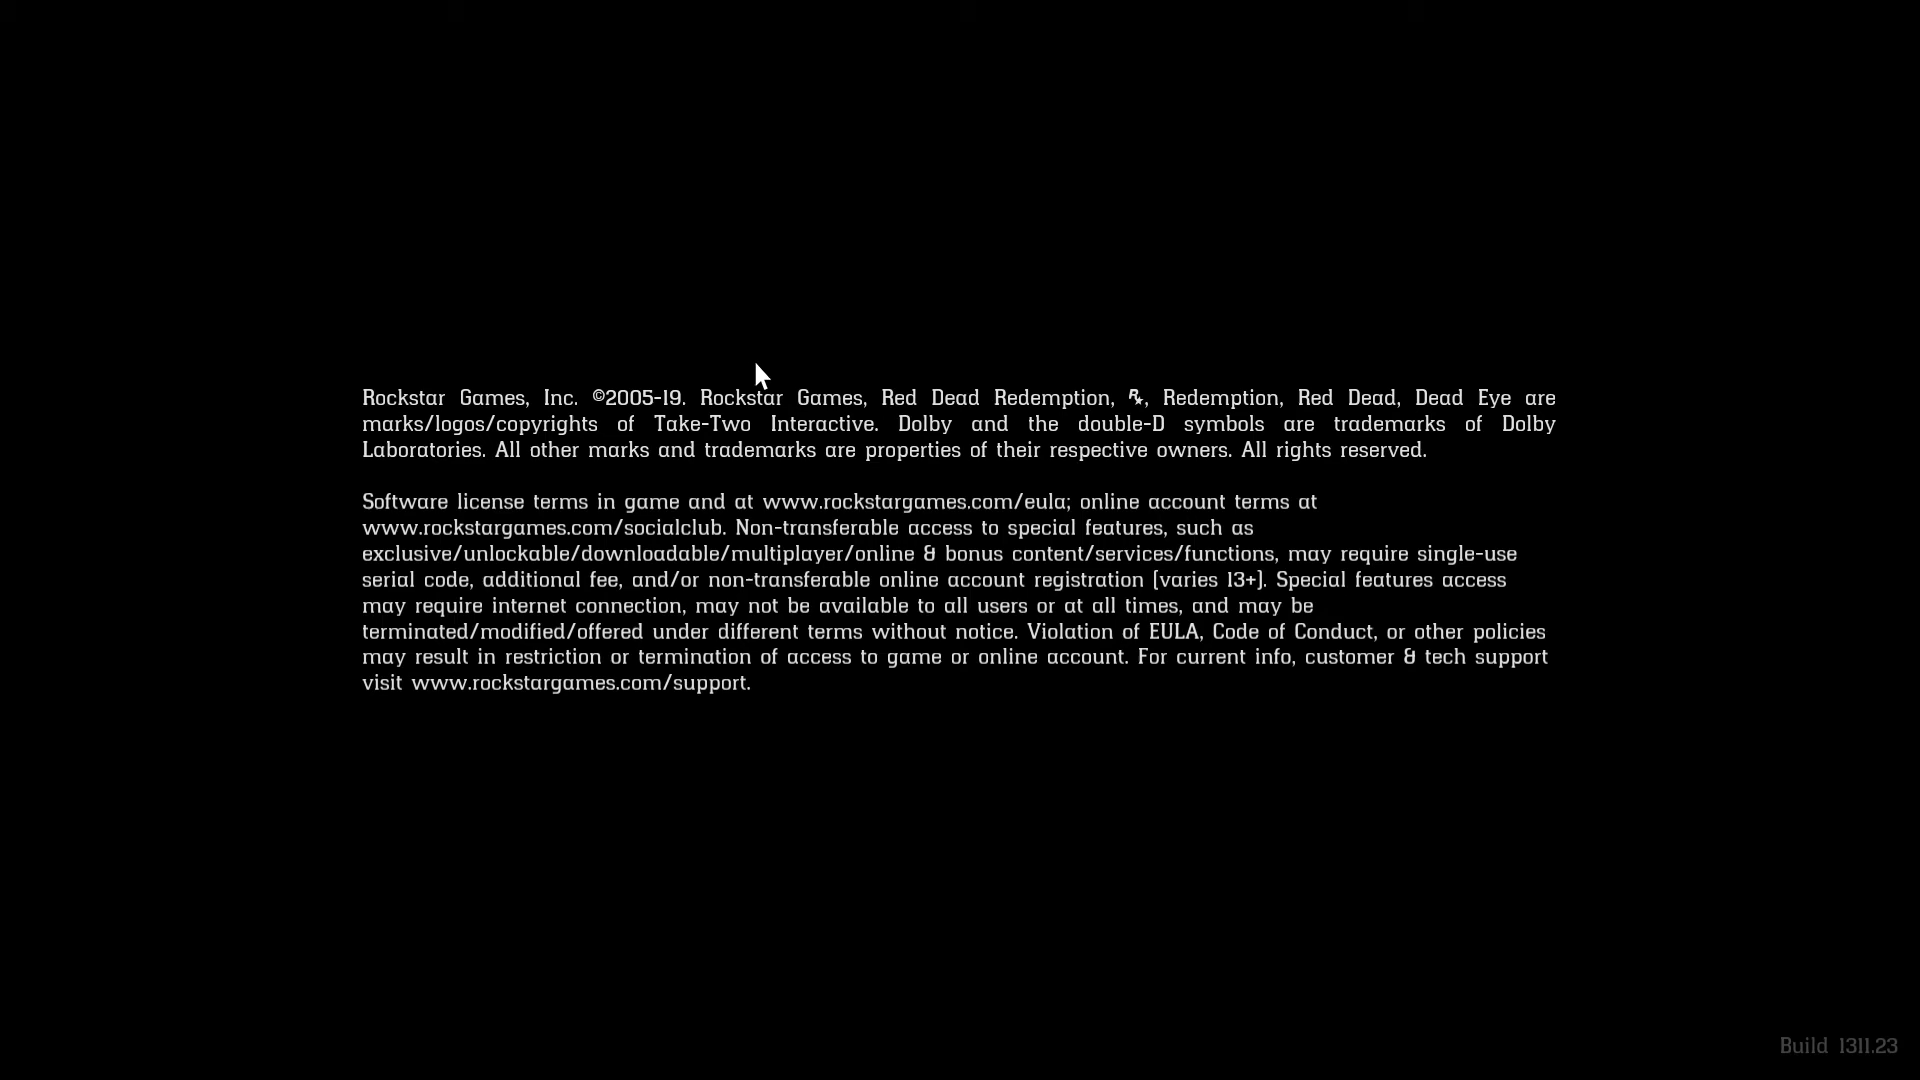 Rockstar Games, Inc. ©2005-19. Rockstar Games, Red Dead Redemption, R★, Redemption, Red Dead, Dead Eye are
marks/logos/copyrights of Take-Two Interactive. Dolby and the double-D symbols are trademarks of Dolby
Laboratories. All other marks and trademarks are properties of their respective owners. All rights reserved.
Software license terms in game and at www.rockstargames.com/eula; online account terms at
www.rockstargames.com/socialclub. Non-transferable access to special features, such as
exclusive/unlockable/downloadable/multiplayer/online & bonus content/services/functions, may require single-use
serial code, additional fee, and/or non-transferable online account registration (varies 13+). Special features access
may require internet connection, may not be available to all users or at all times, and may be
terminated/modified/offered under different terms without notice. Violation of EULA, Code of Conduct, or other policies
may result in restriction or termination of access to game or online account. For current info, customer & tech support
visit www.rockstargames.com/support.
Build 1311.23